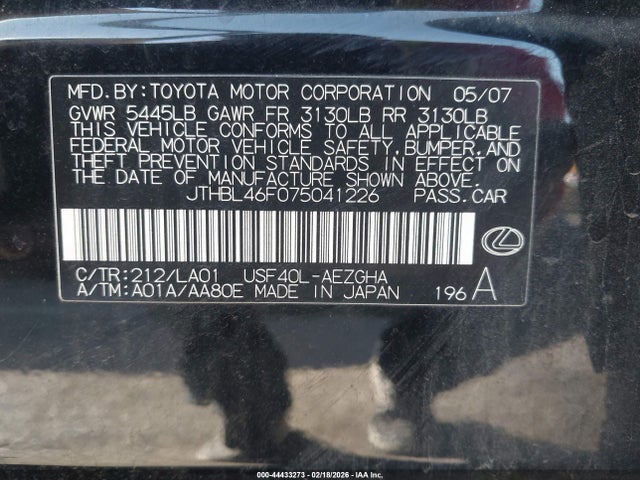 MFD. BY: TOYOTA MOTOR CORPORATION 05/07
GVWR 5445LB GAWR FR 3130LB RR 3130LB
THIS VEHICLE CONFORMS TO ALL APPLICABLE
FEDERAL MOTOR VEHICLE SAFETY, BUMPER, AND
THEFT PREVENTION STANDARDS IN EFFECT ON
THE DATE OF MANUFACTURE SHOWN ABOVE.
JTHBL46F075041226 PASS. CAR
C/TR: 212/LA01 USF40L-AEZGHA
A/TM: A01A/AA80E MADE IN JAPAN 196 A
000-44433273 - 02/18/2026 - IAA Inc.